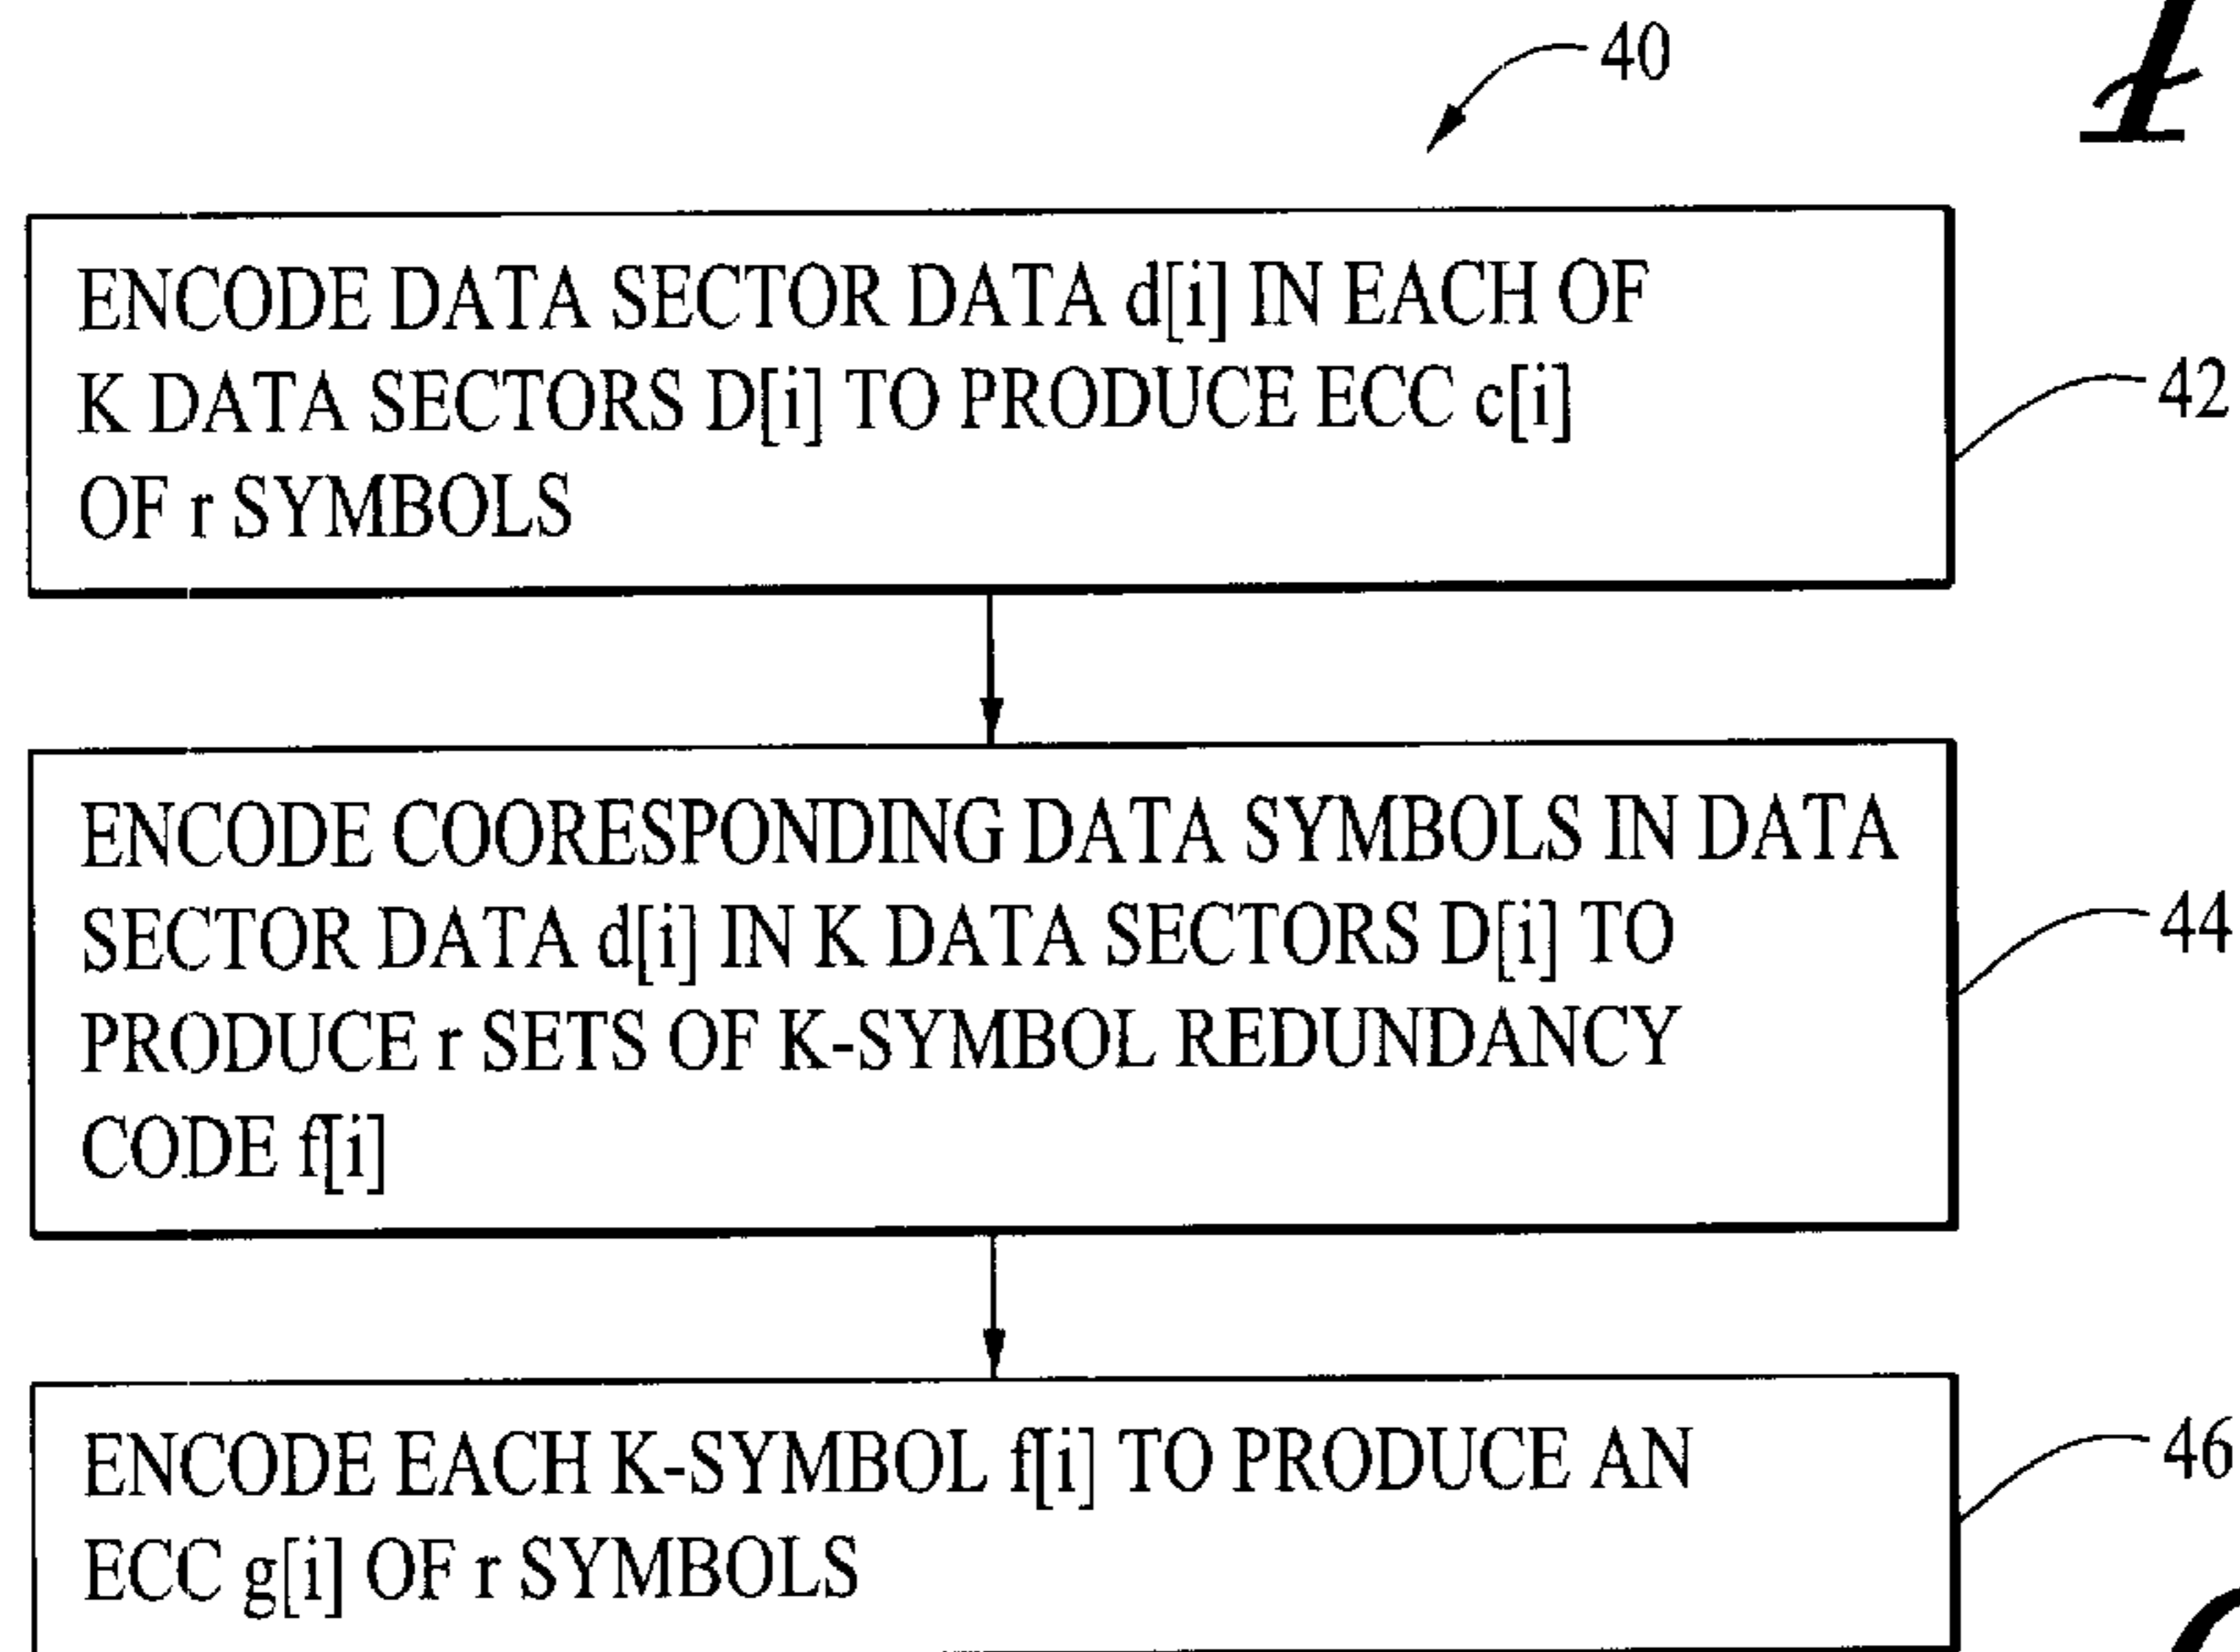 40
ENCODE DATA SECTOR DATA d[i] IN EACH OF
K DATA SECTORS D[i] TO PRODUCE ECC c[i]
OF r SYMBOLS
42
ENCODE COORESPONDING DATA SYMBOLS IN DATA
SECTOR DATA d[i] IN K DATA SECTORS D[i] TO
PRODUCE r SETS OF K-SYMBOL REDUNDANCY
CODE f[i]
44
ENCODE EACH K-SYMBOL f[i] TO PRODUCE AN
ECC g[i] OF r SYMBOLS
46